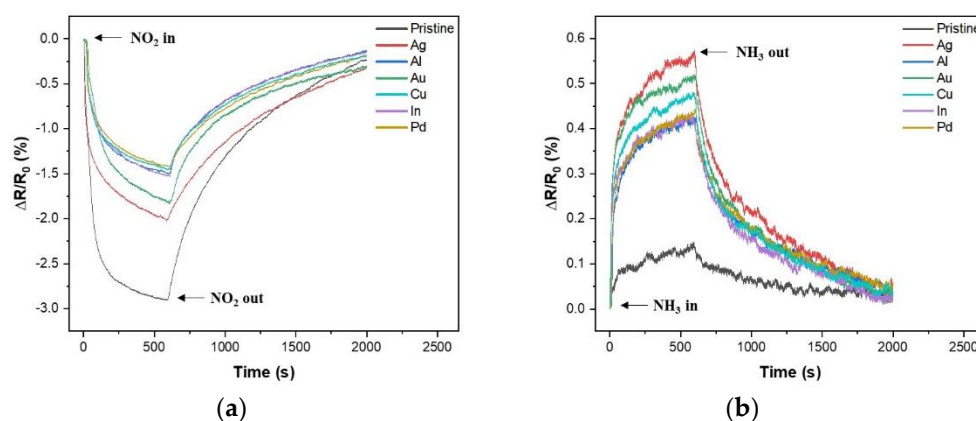 0.0
-0.5
-1.0
-1.5
-2.0
-2.5
-3.0
ΔR/R₀ (%)
NO₂ in
NO₂ out
Pristine
Ag
Al
Au
Cu
In
Pd
0 500 1000 1500 2000 2500
Time (s)
(a)
0.6
0.5
0.4
0.3
0.2
0.1
0.0
ΔR/R₀ (%)
NH₃ out
NH₃ in
Pristine
Ag
Al
Au
Cu
In
Pd
0 500 1000 1500 2000 2500
Time (s)
(b)